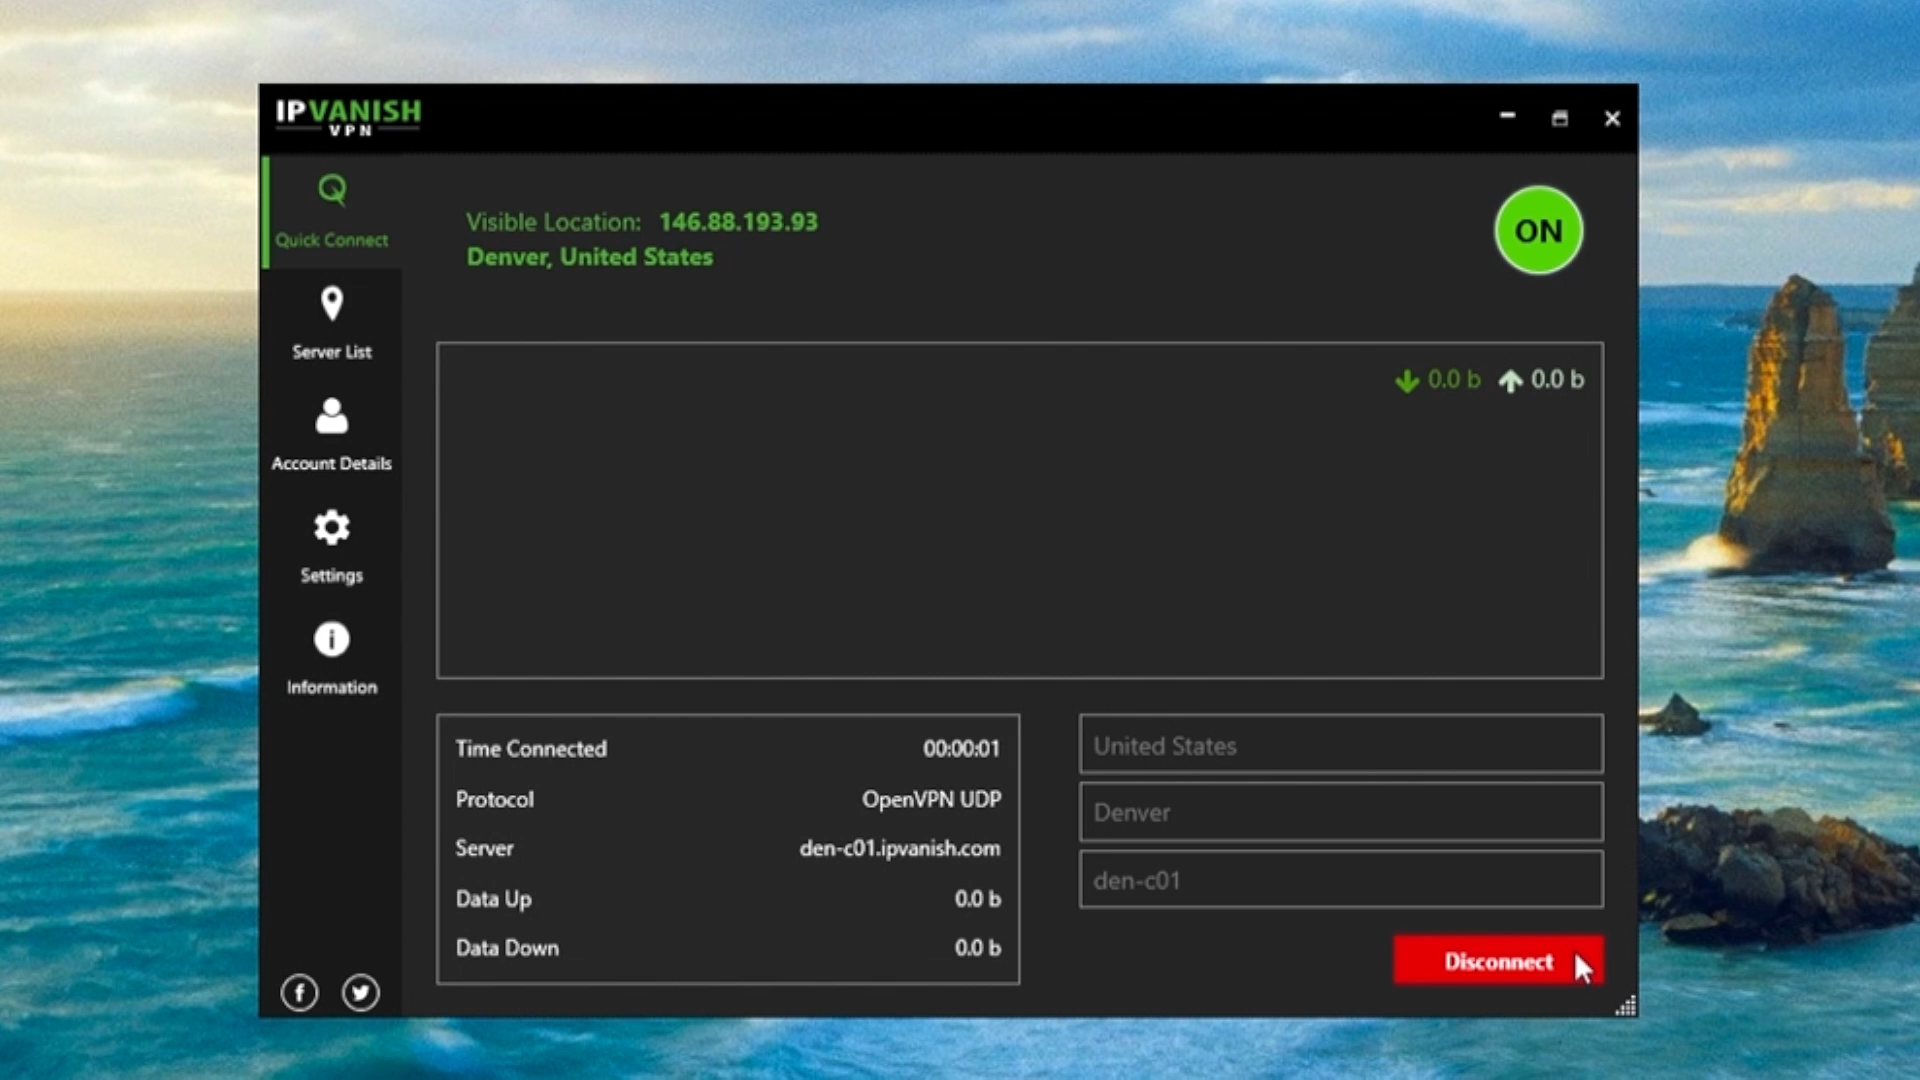 IPVANISH
VPN
Quick Connect
Server List
Account Details
Settings
Information
Visible Location: 146.88.193.93
Denver, United States
ON
0.0 b 0.0 b
Time Connected 00:00:01
Protocol OpenVPN UDP
Server den-c01.ipvanish.com
Data Up 0.0 b
Data Down 0.0 b
United States
Denver
den-c01
Disconnect